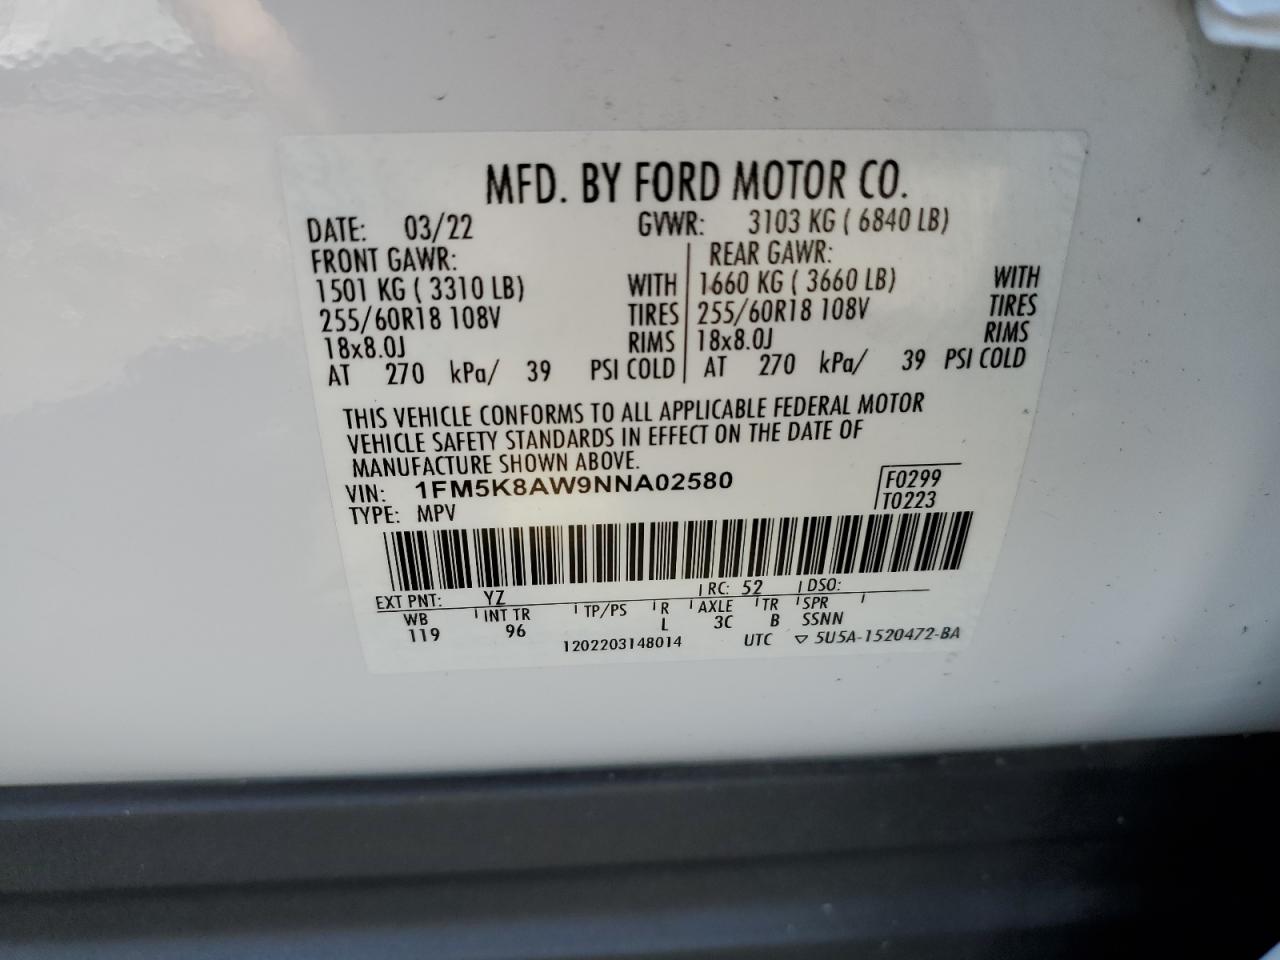 MFD. BY FORD MOTOR CO.
DATE: 03/22 GVWR: 3103 KG ( 6840 LB)
FRONT GAWR: REAR GAWR:
1501 KG ( 3310 LB) WITH 1660 KG ( 3660 LB) WITH
255/60R18 108V TIRES 255/60R18 108V TIRES
18x8.0J RIMS 18x8.0J RIMS
AT 270 kPa/ 39 PSI COLD AT 270 kPa/ 39 PSI COLD
THIS VEHICLE CONFORMS TO ALL APPLICABLE FEDERAL MOTOR
VEHICLE SAFETY STANDARDS IN EFFECT ON THE DATE OF
MANUFACTURE SHOWN ABOVE.
VIN: 1FM5K8AW9NNA02580 F0299
TYPE: MPV T0223
EXT PNT: YZ RC: 52 DSO:
WB INT TR TP/PS R AXLE TR SPR
119 96 L 3C B SSNN
1202203148014 UTC ▽ 5U5A-1520472-BA